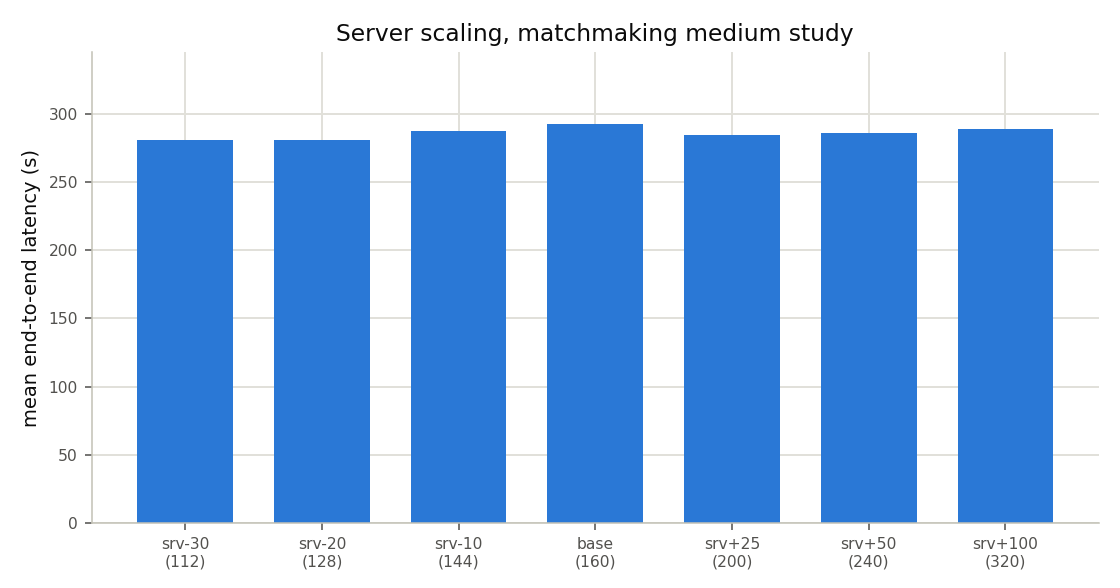 Server scaling, matchmaking medium study
mean end-to-end latency (s)
300
250
200
150
100
50
0
srv-30
(112)
srv-20
(128)
srv-10
(144)
base
(160)
srv+25
(200)
srv+50
(240)
srv+100
(320)